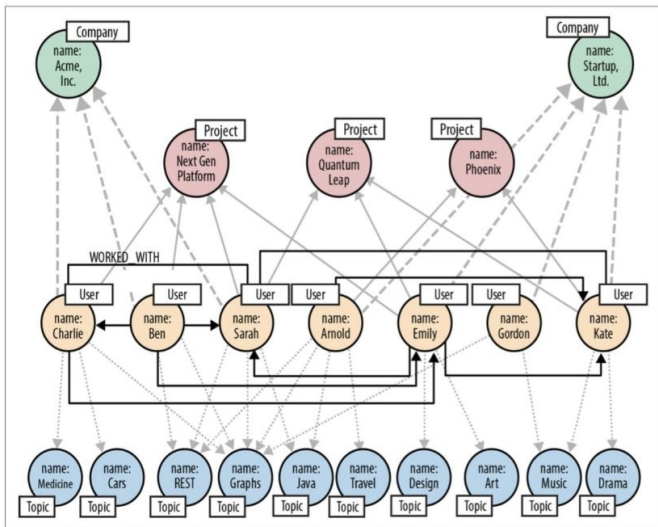 Company
name:
Acme,
Inc.
Company
name:
Startup,
Ltd.
Project
name:
Next Gen
Platform
Project
name:
Quantum
Leap
Project
name:
Phoenix
WORKED_WITH
User
name:
Charlie
User
name:
Ben
User
name:
Sarah
User
name:
Arnold
User
name:
Emily
User
name:
Gordon
User
name:
Kate
name:
Medicine
Topic
name:
Cars
Topic
name:
REST
Topic
name:
Graphs
Topic
name:
Java
Topic
name:
Travel
Topic
name:
Design
Topic
name:
Art
Topic
name:
Music
Topic
name:
Drama
Topic